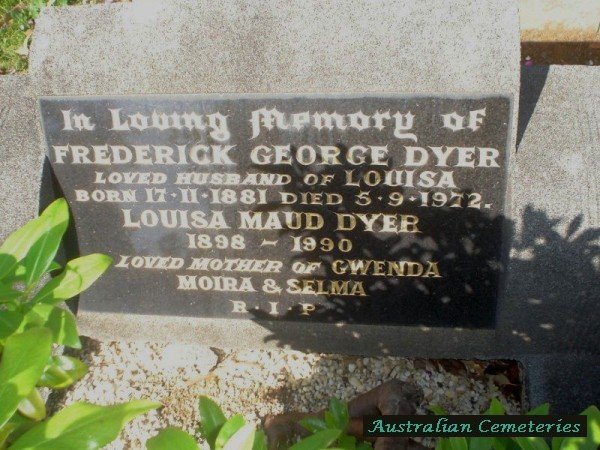 In Loving Memory of
FREDERICK GEORGE DYER
LOVED HUSBAND OF LOUISA
BORN 17·11·1881 DIED 5·9·1972.
LOUISA MAUD DYER
1898 – 1990
LOVED MOTHER OF GWENDA
MOIRA & SELMA
R·I·P
Australian Cemeteries